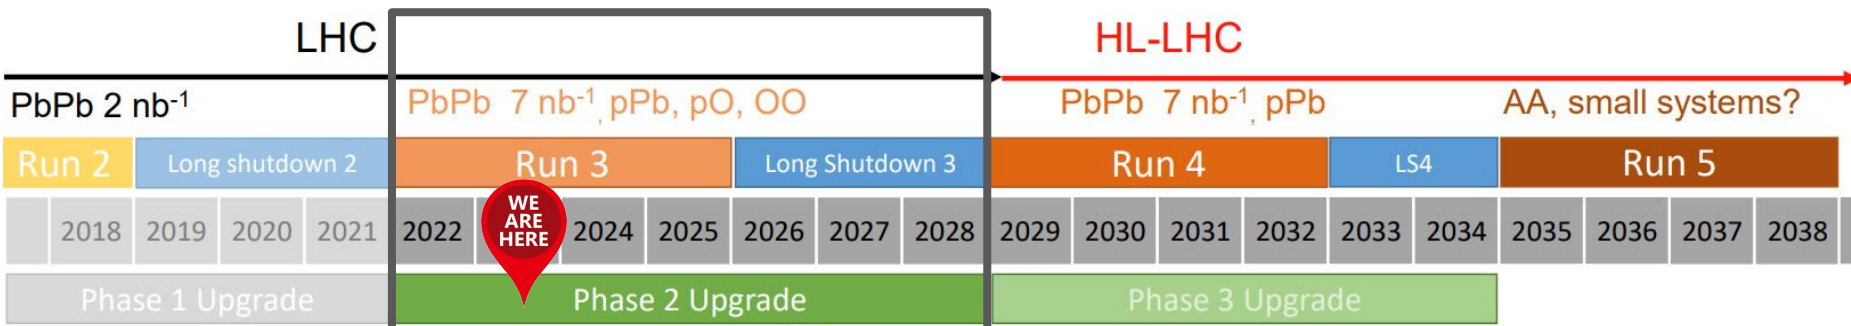 LHC
HL-LHC
PbPb 2 nb-1
PbPb 7 nb-1, pPb, pO, OO
PbPb 7 nb-1, pPb
AA, small systems?
Run 2
Long shutdown 2
Run 3
Long Shutdown 3
Run 4
LS4
Run 5
WE
ARE
HERE
2018 2019 2020 2021 2022 2024 2025 2026 2027 2028 2029 2030 2031 2032 2033 2034 2035 2036 2037 2038
Phase 1 Upgrade
Phase 2 Upgrade
Phase 3 Upgrade